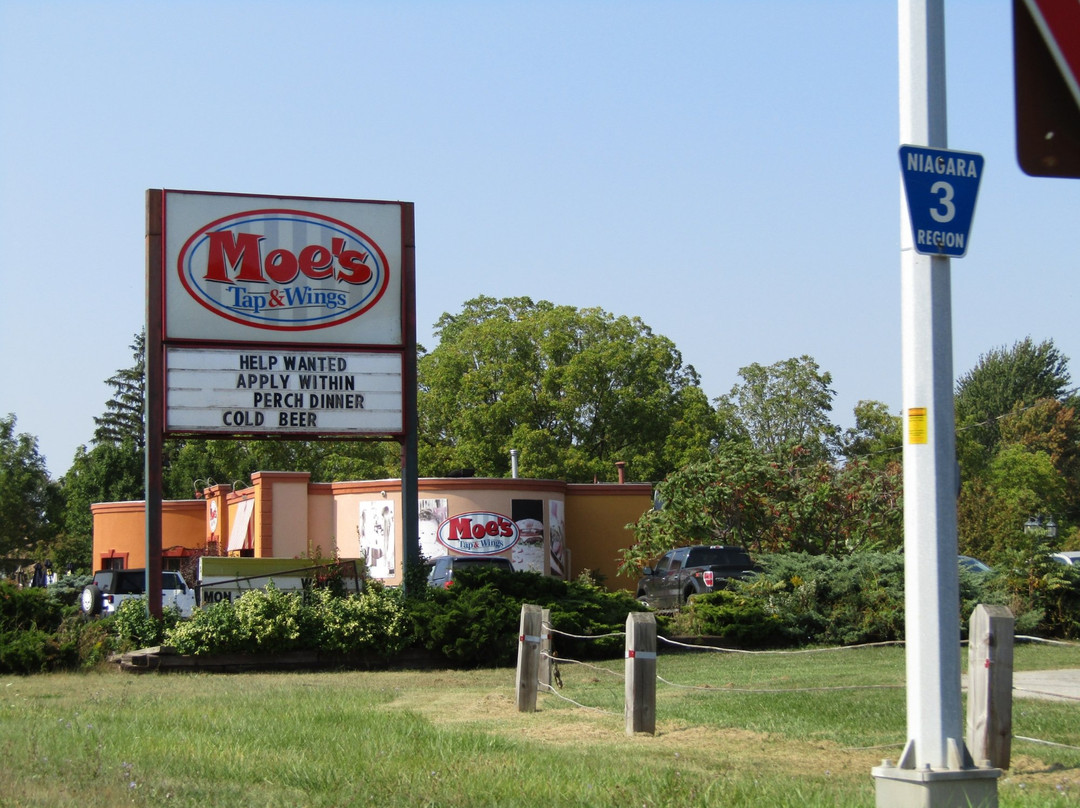 Moe's
Tap & Wings
HELP WANTED
APPLY WITHIN
PERCH DINNER
COLD BEER
NIAGARA
3
REGION
Moe's
Tap & Wings
MON